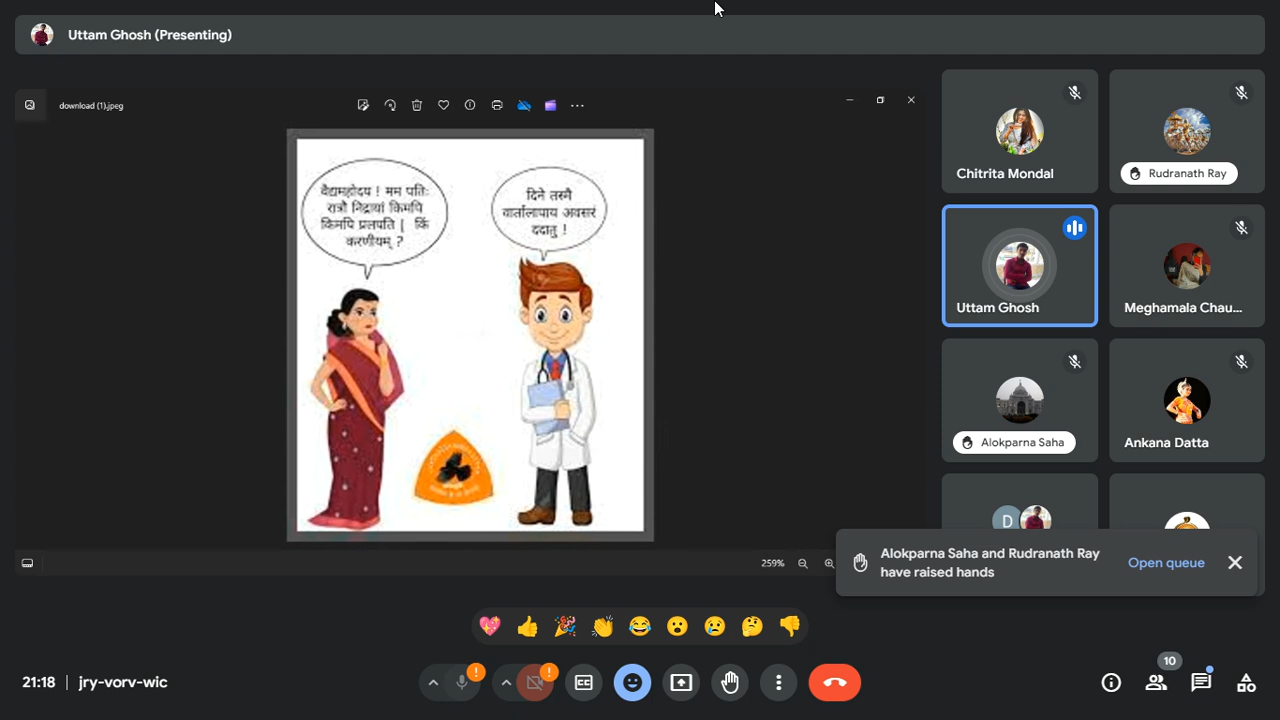 Uttam Ghosh (Presenting)
download (1).jpeg
वैद्यमहोदय ! मम पतिः
रात्रौ निद्रायां किमपि
किमपि प्रलपति | किं
करणीयम् ?
दिने तस्मै
वार्तालापाय अवसरं
ददातु !
259%
Chitrita Mondal
Rudranath Ray
Uttam Ghosh
Meghamala Chau...
Alokparna Saha
Ankana Datta
D
Alokparna Saha and Rudranath Ray
have raised hands
Open queue
21:18 | jry-vorv-wic
10